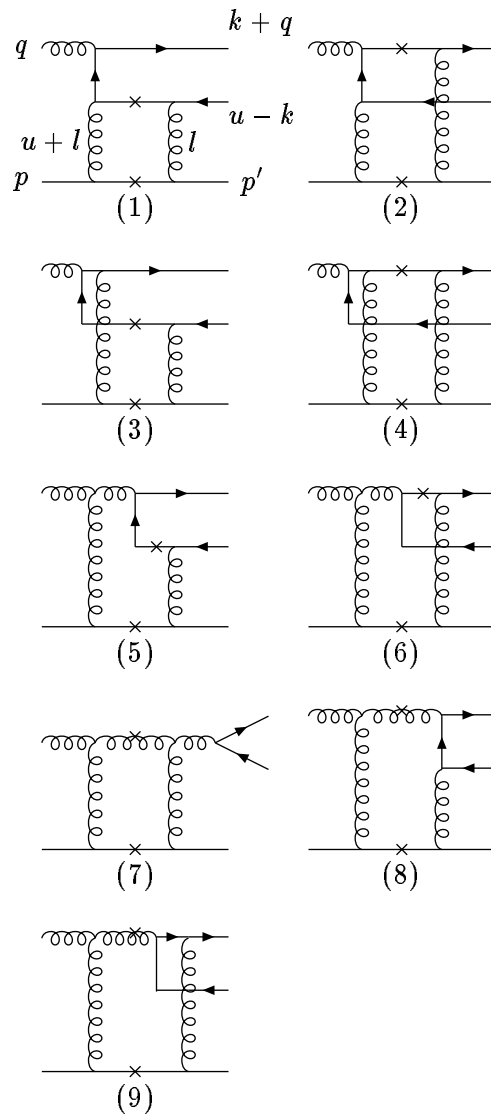 q
k + q
u − k
u + l
l
p
p′
(1)
(2)
(3)
(4)
(5)
(6)
(7)
(8)
(9)